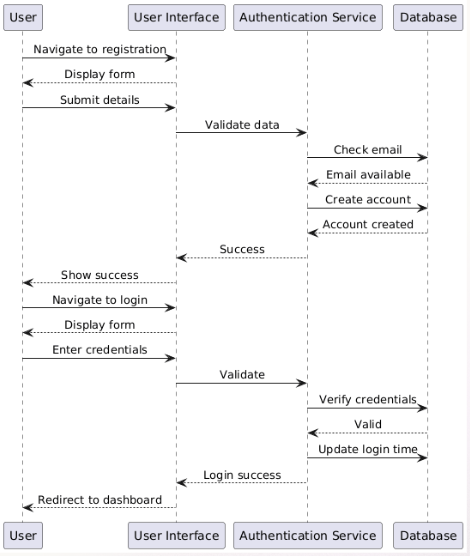 User User Interface Authentication Service Database
Navigate to registration
Display form
Submit details
Validate data
Check email
Email available
Create account
Account created
Success
Show success
Navigate to login
Display form
Enter credentials
Validate
Verify credentials
Valid
Update login time
Login success
Redirect to dashboard
User User Interface Authentication Service Database